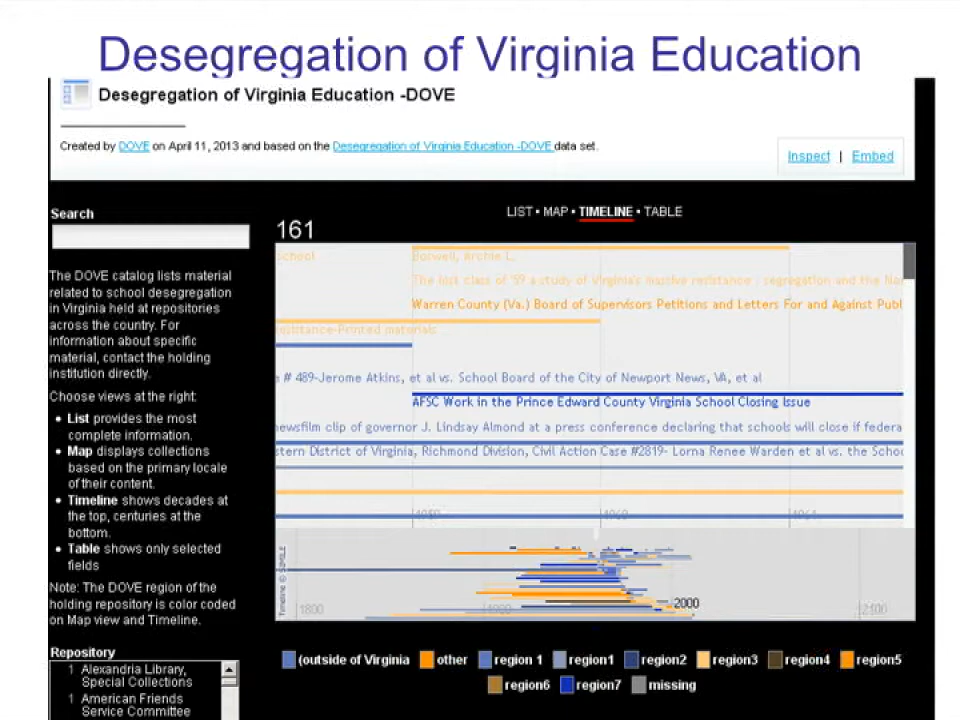 Desegregation of Virginia Education
Desegregation of Virginia Education -DOVE
Created by DOVE on April 11, 2013 and based on the Desegregation of Virginia Education -DOVE data set.
Inspect | Embed
Search
LIST • MAP • TIMELINE • TABLE
161
The DOVE catalog lists material
related to school desegregation
in Virginia held at repositories
across the country. For
information about specific
material, contact the holding
institution directly.
Choose views at the right:
• List provides the most
complete information.
• Map displays collections
based on the primary locale
of their content.
• Timeline shows decades at
the top, centuries at the
bottom.
• Table shows only selected
fields
Note: The DOVE region of the
holding repository is color coded
on Map view and Timeline.
Repository
1 Alexandria Library,
Special Collections
1 American Friends
Service Committee
school
Boswell, Archie L.
The lost class of '59 a study of Virginia's massive resistance - segregation and the
Warren County (Va.) Board of Supervisors Petitions and Letters For and Against Publ
esistance-Printed materials
e # 489-Jerome Atkins, et al vs. School Board of the City of Newport News, VA, et al
AFSC Work in the Prince Edward County Virginia School Closing Issue
ewsfilm clip of governor J. Lindsay Almond at a press conference declaring that schools will close if federa
stern District of Virginia, Richmond Division, Civil Action Case #2819- Lorna Renee Warden et al vs. the Schoo
1959 1960 1961
Timeline © SIMILE
1800 1900 2000 2100
(outside of Virginia other region 1 region1 region2 region3 region4 region5
region6 region7 missing